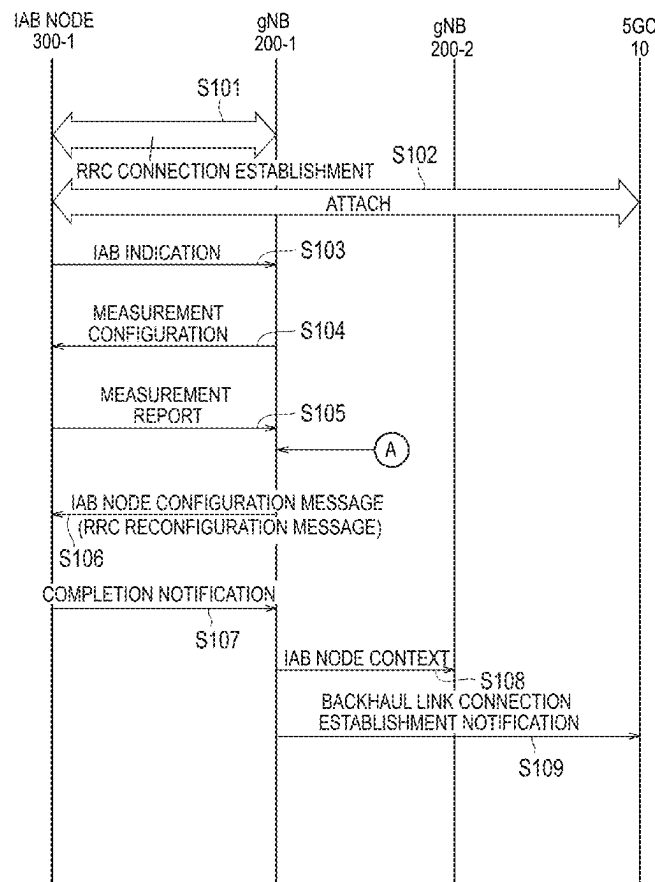 IAB NODE
300-1
gNB
200-1
gNB
200-2
5GC
10
S101
RRC CONNECTION ESTABLISHMENT
S102
ATTACH
IAB INDICATION
S103
MEASUREMENT
CONFIGURATION
S104
MEASUREMENT
REPORT
S105
A
IAB NODE CONFIGURATION MESSAGE
(RRC RECONFIGURATION MESSAGE)
S106
COMPLETION NOTIFICATION
S107
IAB NODE CONTEXT
S108
BACKHAUL LINK CONNECTION
ESTABLISHMENT NOTIFICATION
S109